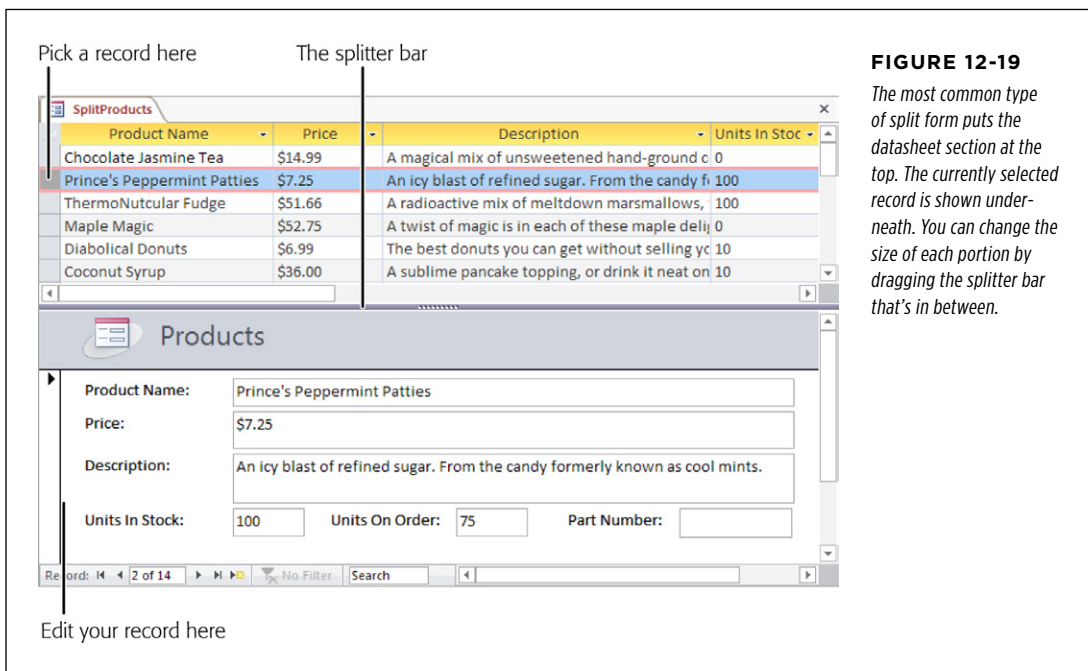 Pick a record here
The splitter bar
SplitProducts
Product Name Price Description Units In Stoc
Chocolate Jasmine Tea $14.99 A magical mix of unsweetened hand-ground c 0
Prince's Peppermint Patties $7.25 An icy blast of refined sugar. From the candy f 100
ThermoNutcular Fudge $51.66 A radioactive mix of meltdown marsmallows, 100
Maple Magic $52.75 A twist of magic is in each of these maple deli 0
Diabolical Donuts $6.99 The best donuts you can get without selling yc 10
Coconut Syrup $36.00 A sublime pancake topping, or drink it neat on 10
Products
Product Name: Prince's Peppermint Patties
Price: $7.25
Description: An icy blast of refined sugar. From the candy formerly known as cool mints.
Units In Stock: 100 Units On Order: 75 Part Number:
Record: 2 of 14 No Filter Search
Edit your record here
FIGURE 12-19
The most common type
of split form puts the
datasheet section at the
top. The currently selected
record is shown under-
neath. You can change the
size of each portion by
dragging the splitter bar
that's in between.